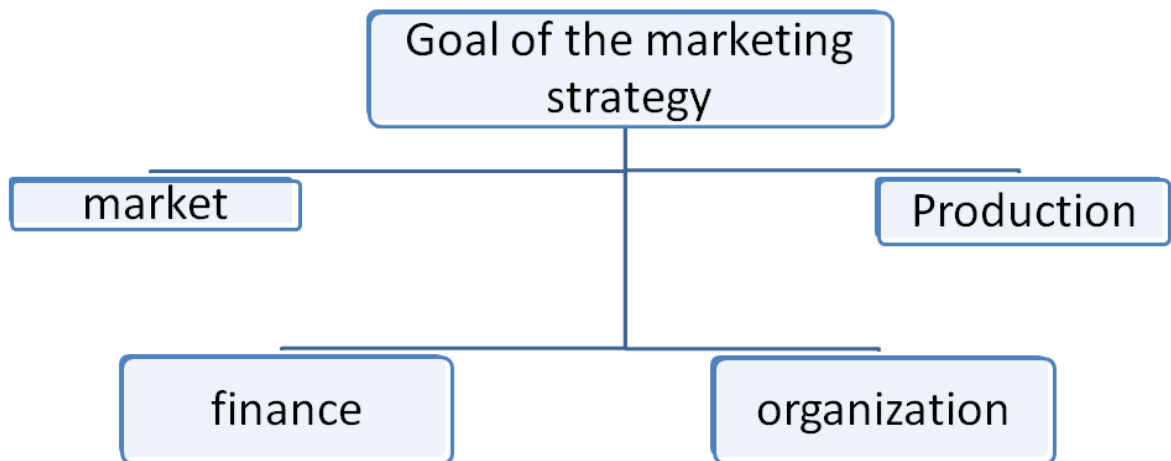 Goal of the marketing
strategy
market
Production
finance
organization